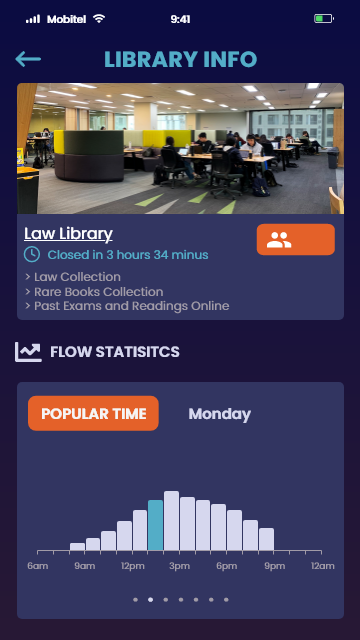 Mobitel 9:41
LIBRARY INFO
Law Library
Closed in 3 hours 34 minus
> Law Collection
> Rare Books Collection
> Past Exams and Readings Online
FLOW STATISITCS
POPULAR TIME Monday
6am 9am 12pm 3pm 6pm 9pm 12am